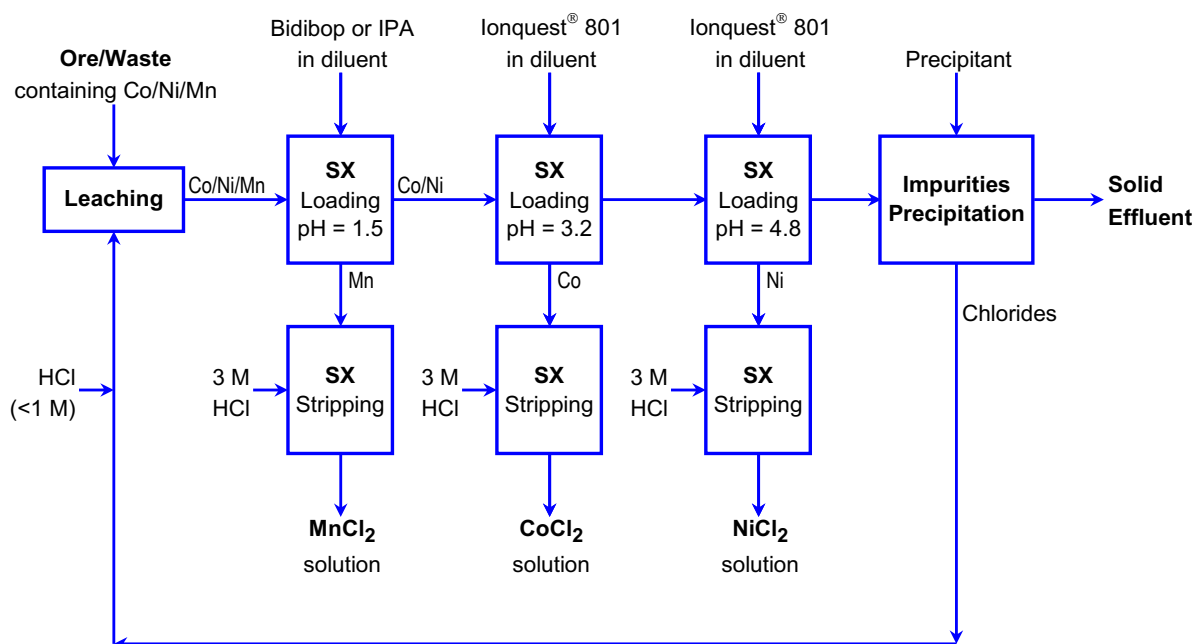 Ore/Waste
containing Co/Ni/Mn
Bidibop or IPA
in diluent
Ionquest® 801
in diluent
Ionquest® 801
in diluent
Precipitant
Leaching
Co/Ni/Mn
SX
Loading
pH = 1.5
Co/Ni
SX
Loading
pH = 3.2
SX
Loading
pH = 4.8
Impurities
Precipitation
Solid
Effluent
Mn
Co
Ni
Chlorides
HCl
(<1 M)
3 M
HCl
SX
Stripping
3 M
HCl
SX
Stripping
3 M
HCl
SX
Stripping
MnCl₂
solution
CoCl₂
solution
NiCl₂
solution